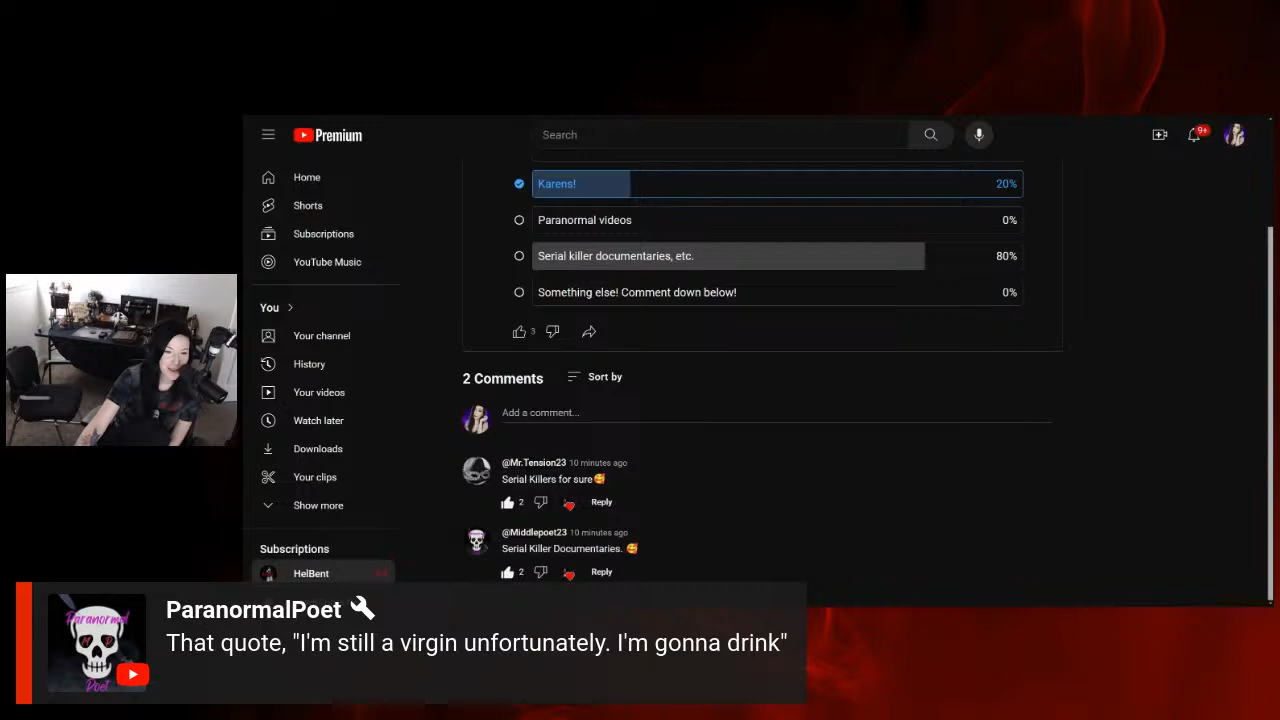 Premium
Search
9+
Home
Shorts
Subscriptions
YouTube Music
You
Your channel
History
Your videos
Watch later
Downloads
Your clips
Show more
Subscriptions
HelBent
Karens!
20%
Paranormal videos
0%
Serial killer documentaries, etc.
80%
Something else! Comment down below!
0%
3
2 Comments
Sort by
Add a comment...
@Mr.Tension23 10 minutes ago
Serial Killers for sure🥰
2 Reply
@Middlepoet23 10 minutes ago
Serial Killer Documentaries. 🥰
2 Reply
Paranormal
M D
Poet
ParanormalPoet
That quote, "I'm still a virgin unfortunately. I'm gonna drink"